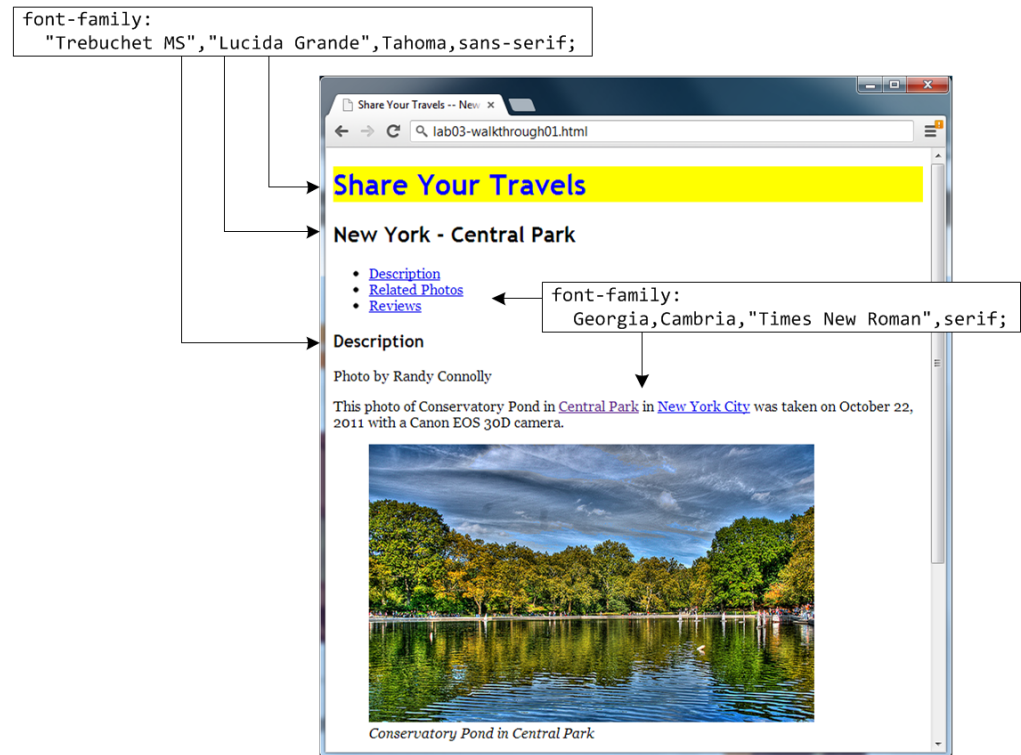 font-family:
"Trebuchet MS","Lucida Grande",Tahoma,sans-serif;
Share Your Travels -- New
lab03-walkthrough01.html
Share Your Travels
New York - Central Park
Description
Related Photos
Reviews
font-family:
Georgia,Cambria,"Times New Roman",serif;
Description
Photo by Randy Connolly
This photo of Conservatory Pond in Central Park in New York City was taken on October 22,
2011 with a Canon EOS 30D camera.
Conservatory Pond in Central Park